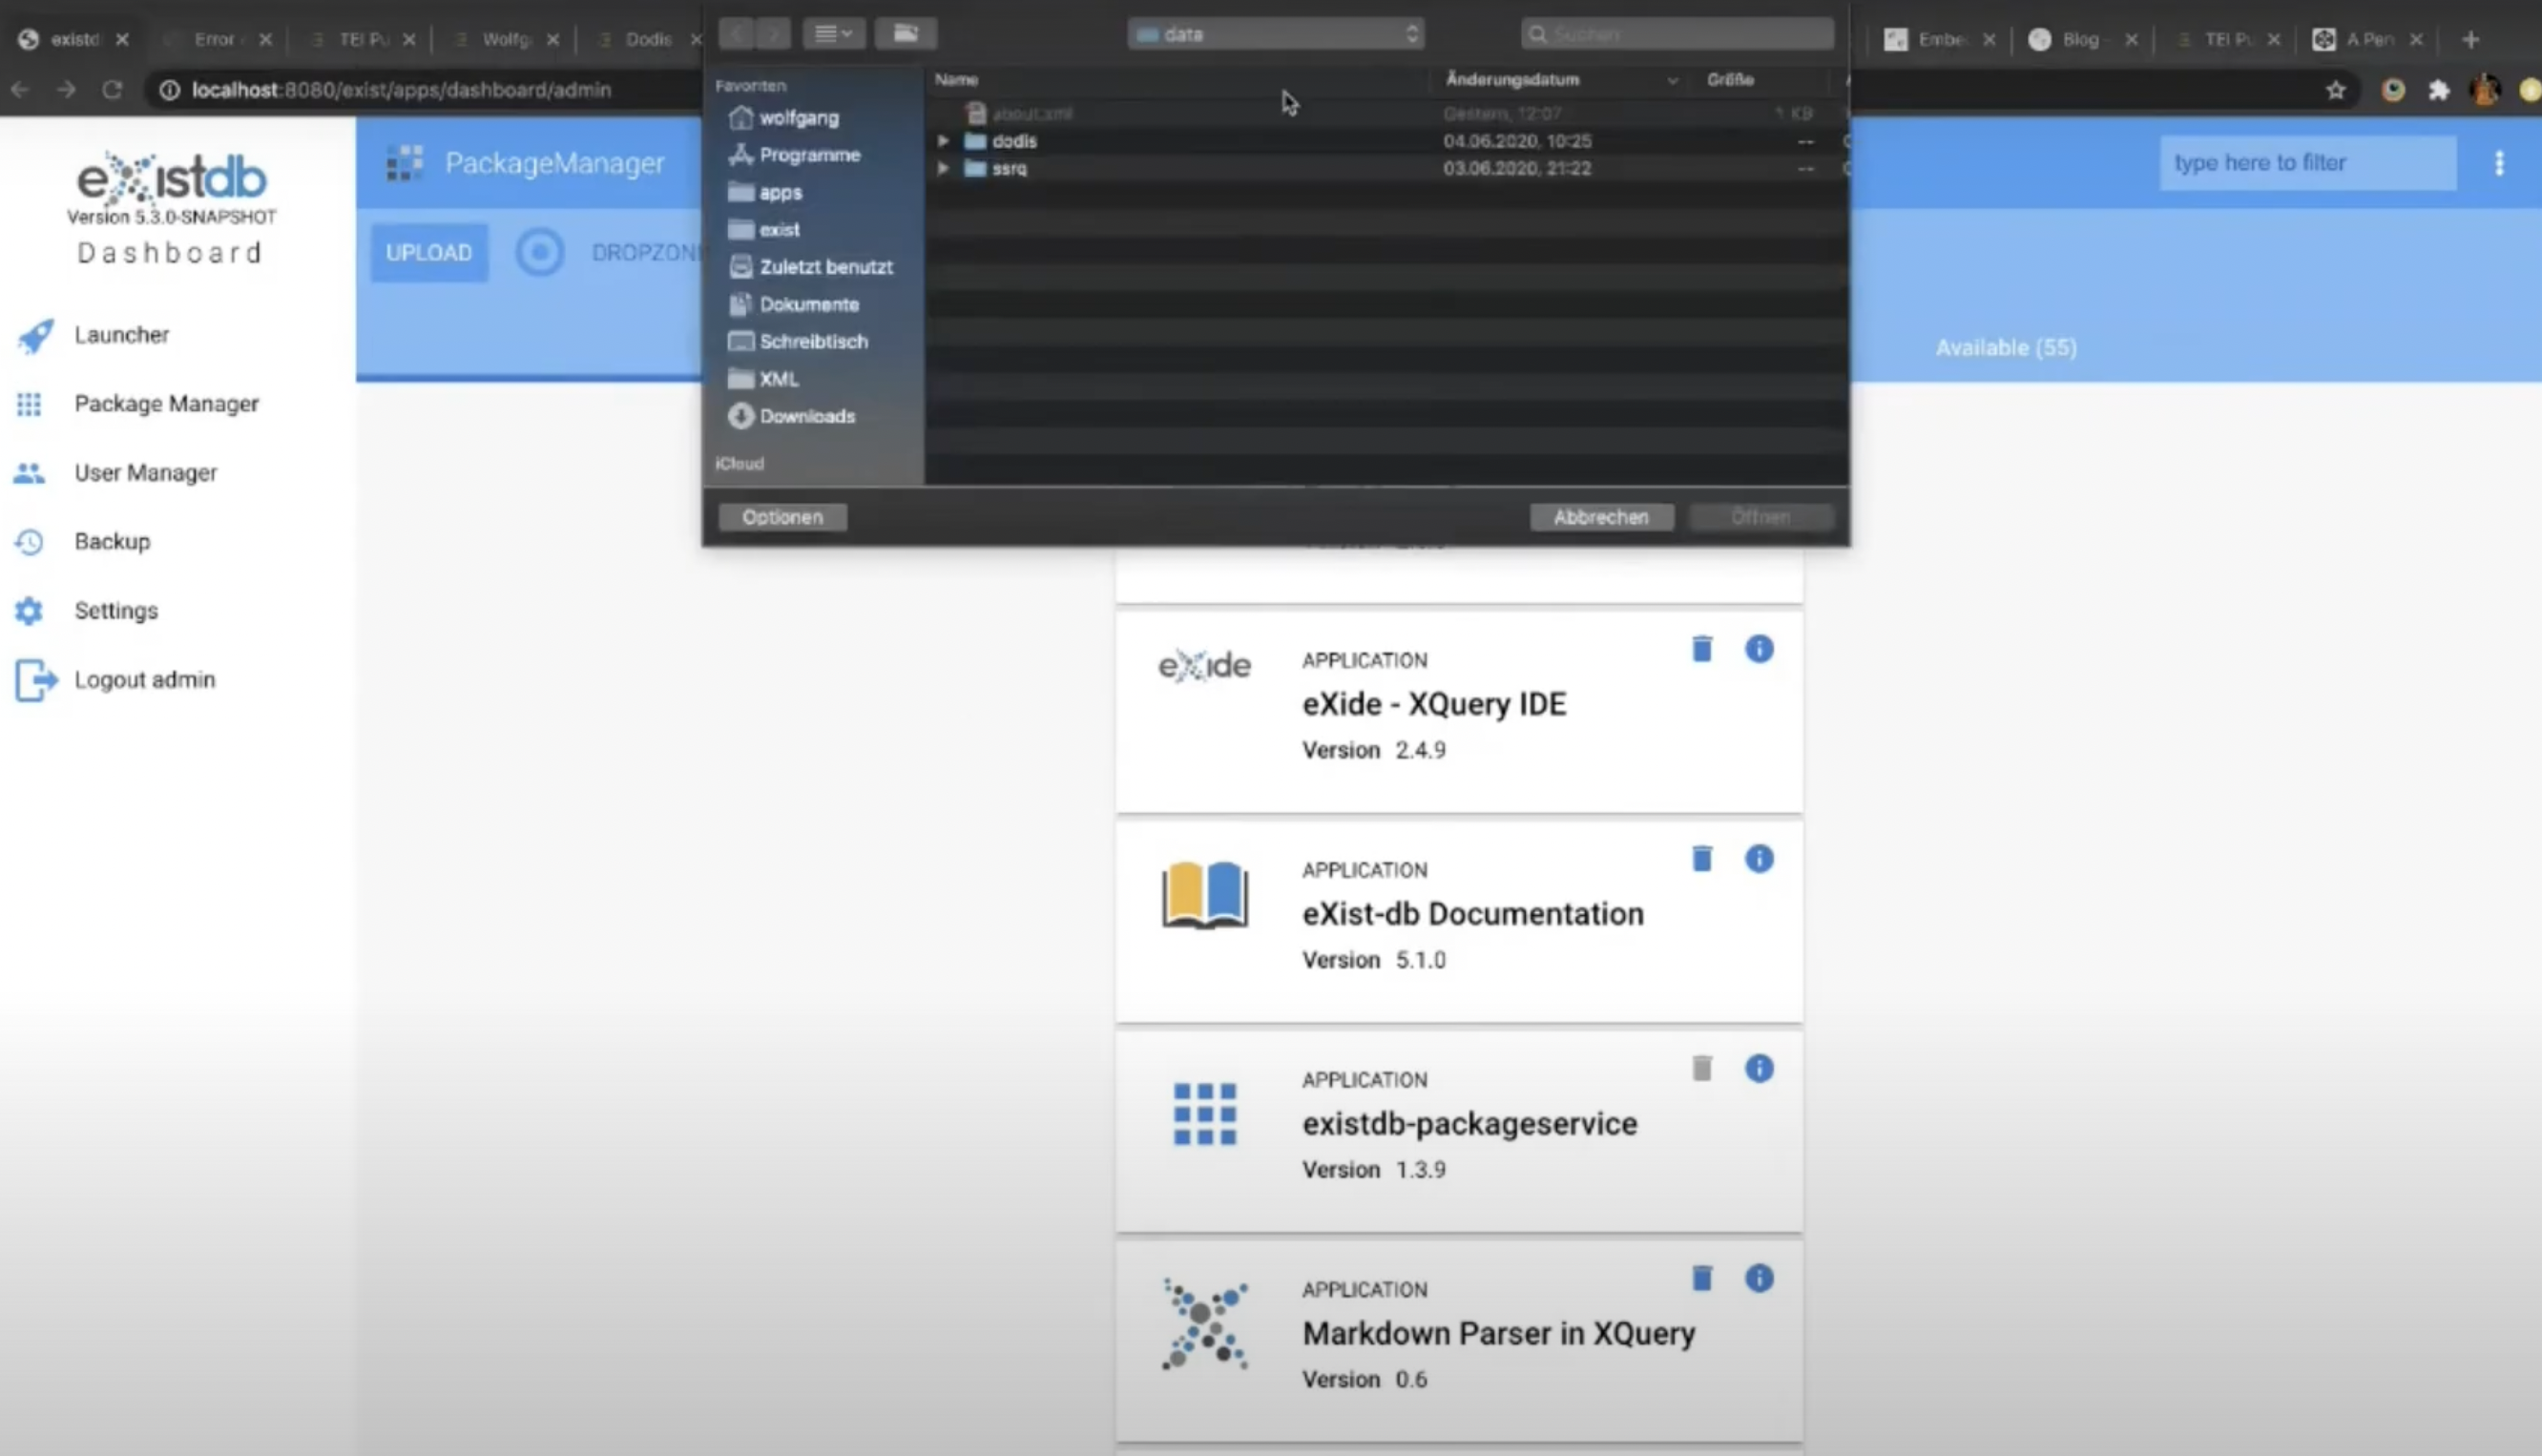 existd
Error
TEI Pu
Wolfg
Dodis
data
Suchen
Embe
Blog
TEI Pu
A Pen
localhost:8080/exist/apps/dashboard/admin
Favoriten
wolfgang
Programme
apps
exist
Zuletzt benutzt
Dokumente
Schreibtisch
XML
Downloads
iCloud
Name Änderungsdatum Größe
about.xml Gestern, 12:07 1 KB
dodis 04.06.2020, 10:25 --
ssrq 03.06.2020, 21:22 --
Optionen Abbrechen Öffnen
existdb
Version 5.3.0-SNAPSHOT
Dashboard
Launcher
Package Manager
User Manager
Backup
Settings
Logout admin
PackageManager
type here to filter
UPLOAD DROPZON
Available (55)
eXide
APPLICATION
eXide - XQuery IDE
Version 2.4.9
APPLICATION
eXist-db Documentation
Version 5.1.0
APPLICATION
existdb-packageservice
Version 1.3.9
APPLICATION
Markdown Parser in XQuery
Version 0.6